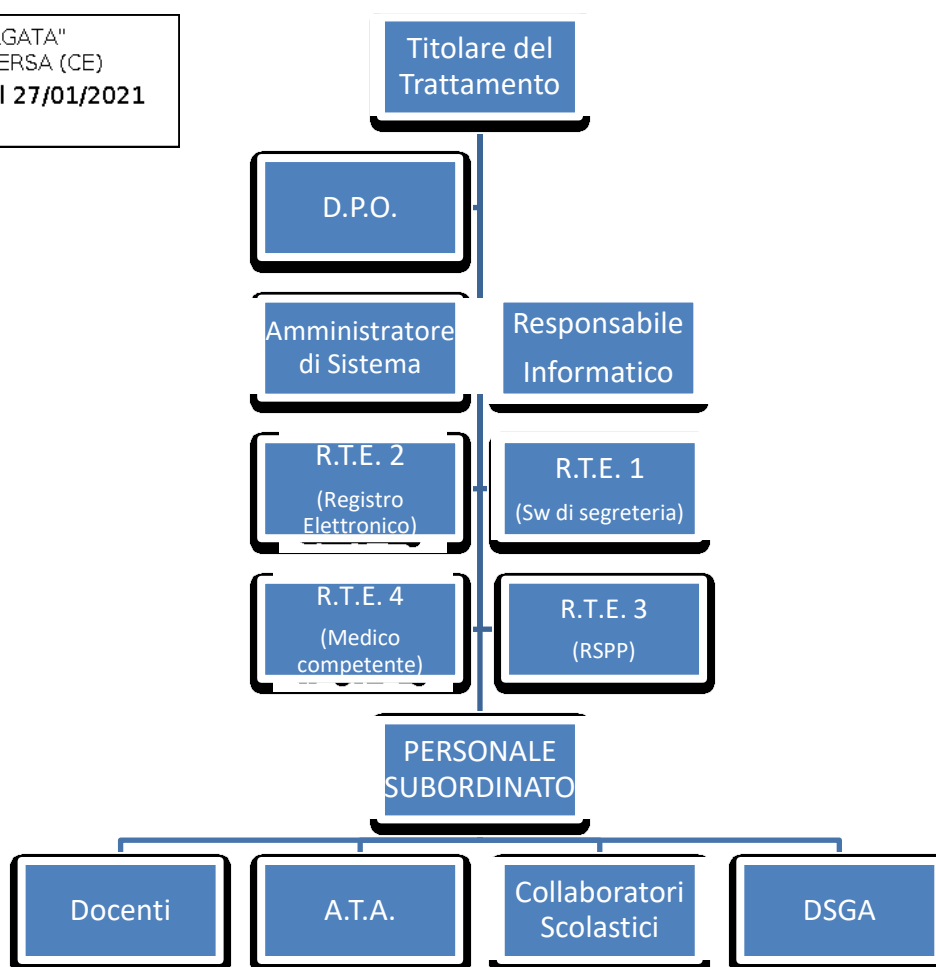 GATA"
ERSA (CE)
27/01/2021
Titolare del
Trattamento
D.P.O.
Amministratore
di Sistema
Responsabile
Informatico
R.T.E. 2
(Registro
Elettronico)
R.T.E. 1
(Sw di segreteria)
R.T.E. 4
(Medico
competente)
R.T.E. 3
(RSPP)
PERSONALE
SUBORDINATO
Docenti
A.T.A.
Collaboratori
Scolastici
DSGA